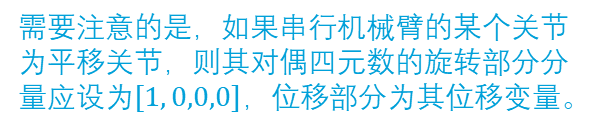 需要注意的是，如果串行机械臂的某个关节
为平移关节，则其对偶四元数的旋转部分分
量应设为[1, 0,0,0]，位移部分为其位移变量。